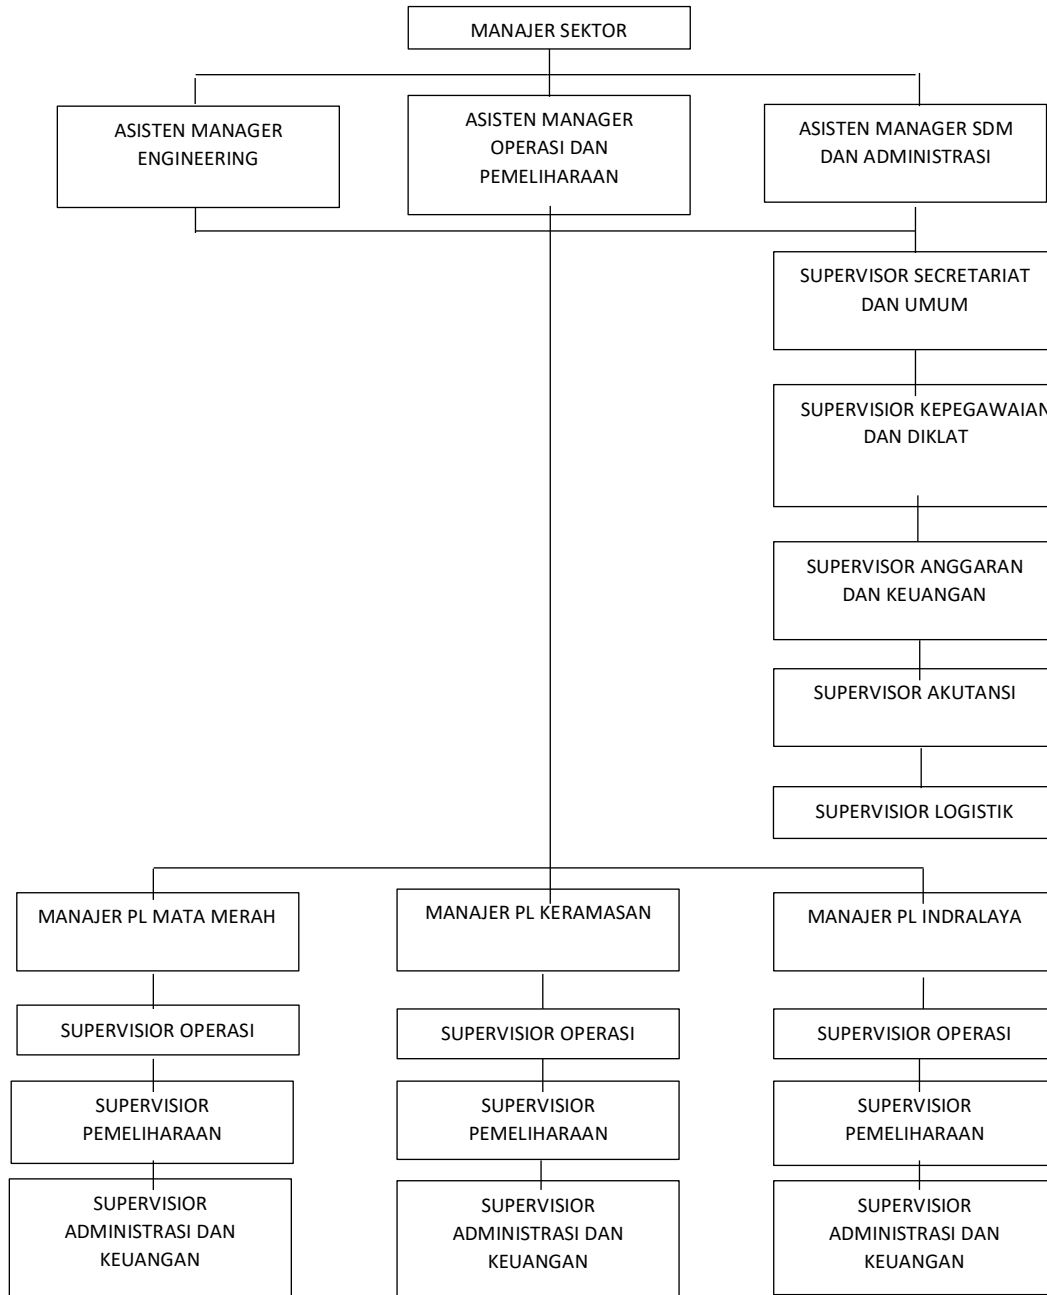 MANAJER SEKTOR
ASISTEN MANAGER
ENGINEERING
ASISTEN MANAGER
OPERASI DAN
PEMELIHARAAN
ASISTEN MANAGER SDM
DAN ADMINISTRASI
SUPERVISOR SECRETARIAT
DAN UMUM
SUPERVISIOR KEPEGAWAIAN
DAN DIKLAT
SUPERVISOR ANGGARAN
DAN KEUANGAN
SUPERVISOR AKUTANSI
SUPERVISIOR LOGISTIK
MANAJER PL MATA MERAH
MANAJER PL KERAMASAN
MANAJER PL INDRALAYA
SUPERVISIOR OPERASI
SUPERVISIOR OPERASI
SUPERVISIOR OPERASI
SUPERVISIOR
PEMELIHARAAN
SUPERVISIOR
PEMELIHARAAN
SUPERVISIOR
PEMELIHARAAN
SUPERVISIOR
ADMINISTRASI DAN
KEUANGAN
SUPERVISIOR
ADMINISTRASI DAN
KEUANGAN
SUPERVISIOR
ADMINISTRASI DAN
KEUANGAN